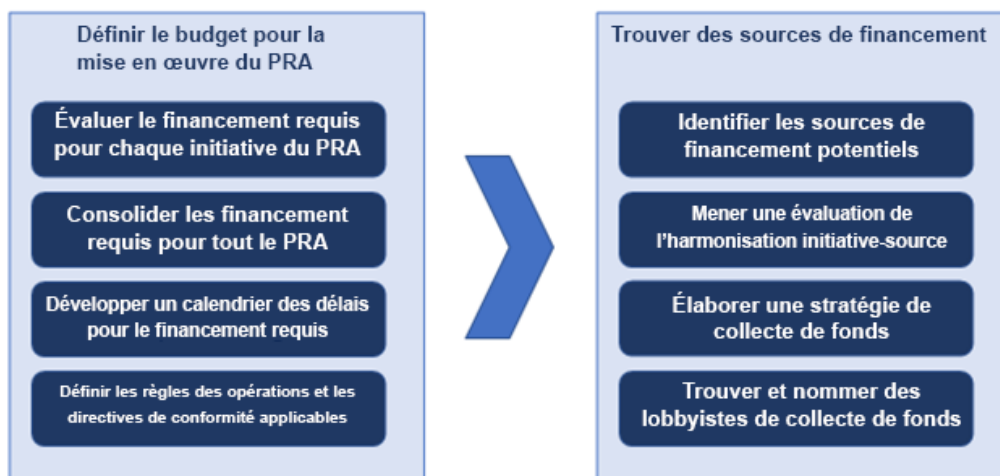 Définir le budget pour la
mise en œuvre du PRA
Évaluer le financement requis
pour chaque initiative du PRA
Consolider les financement
requis pour tout le PRA
Développer un calendrier des délais
pour le financement requis
Définir les règles des opérations et les
directives de conformité applicables
Trouver des sources de financement
Identifier les sources de
financement potentiels
Mener une évaluation de
l'harmonisation initiative-source
Élaborer une stratégie de
collecte de fonds
Trouver et nommer des
lobbyistes de collecte de fonds